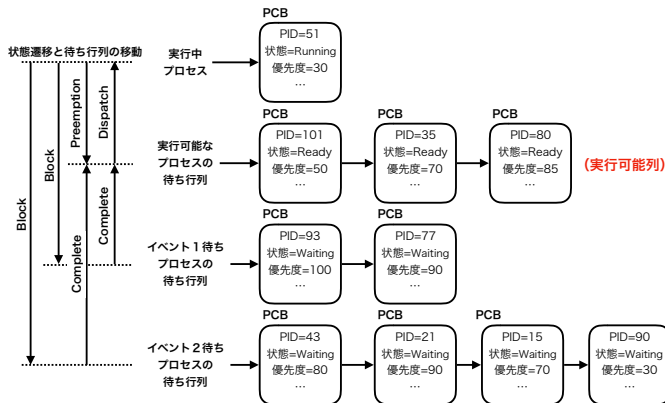 状態遷移と待ち行列の移動
Block
Block
Preemption
Dispatch
Complete
Complete
実行中
プロセス
PCB
PID=51
状態=Running
優先度=30
…
実行可能な
プロセスの
待ち行列
PCB
PID=101
状態=Ready
優先度=50
…
PCB
PID=35
状態=Ready
優先度=70
…
PCB
PID=80
状態=Ready
優先度=85
…
(実行可能列)
イベント1待ち
プロセスの
待ち行列
PCB
PID=93
状態=Waiting
優先度=100
…
PCB
PID=77
状態=Waiting
優先度=90
…
イベント2待ち
プロセスの
待ち行列
PCB
PID=43
状態=Waiting
優先度=80
…
PCB
PID=21
状態=Waiting
優先度=90
…
PCB
PID=15
状態=Waiting
優先度=70
…
PID=90
状態=Waiting
優先度=30
…